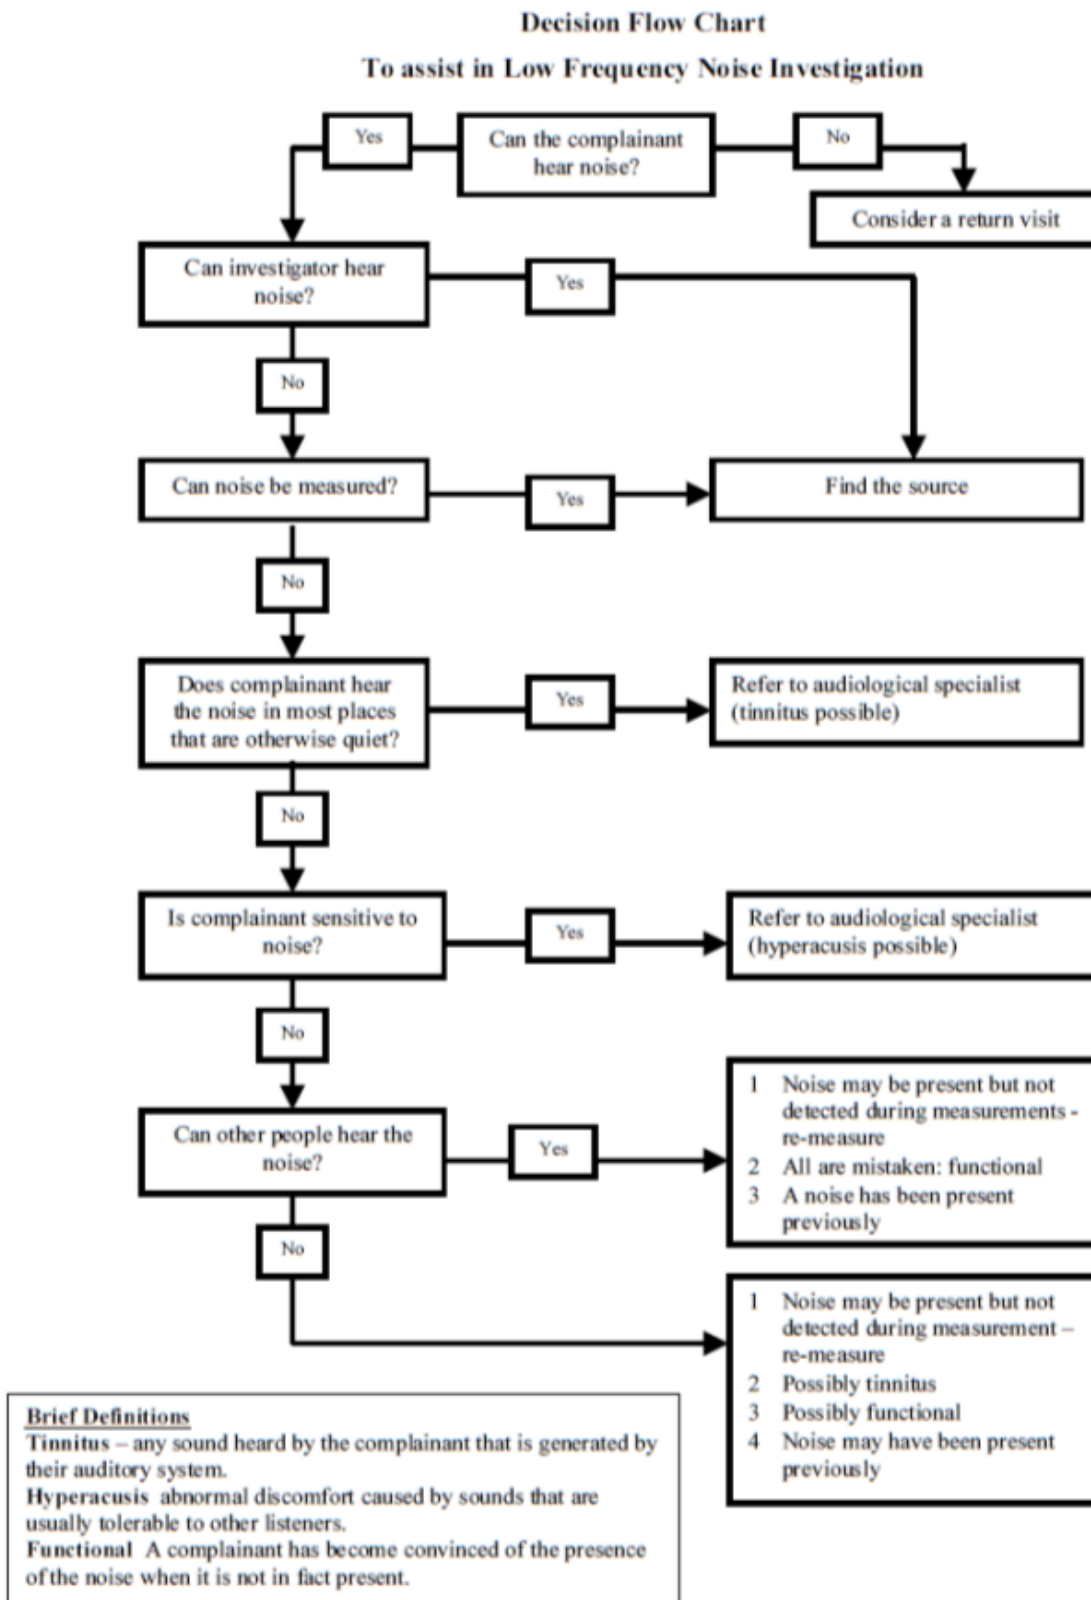 Decision Flow Chart
To assist in Low Frequency Noise Investigation
Yes
Can the complainant
hear noise?
No
Consider a return visit
Can investigator hear
noise?
Yes
No
Can noise be measured?
Yes
Find the source
No
Does complainant hear
the noise in most places
that are otherwise quiet?
Yes
Refer to audiological specialist
(tinnitus possible)
No
Is complainant sensitive to
noise?
Yes
Refer to audiological specialist
(hyperacusis possible)
No
Can other people hear the
noise?
Yes
1 Noise may be present but not
detected during measurements -
re-measure
2 All are mistaken: functional
3 A noise has been present
previously
No
1 Noise may be present but not
detected during measurement –
re-measure
2 Possibly tinnitus
3 Possibly functional
4 Noise may have been present
previously
Brief Definitions
Tinnitus – any sound heard by the complainant that is generated by
their auditory system.
Hyperacusis abnormal discomfort caused by sounds that are
usually tolerable to other listeners.
Functional A complainant has become convinced of the presence
of the noise when it is not in fact present.